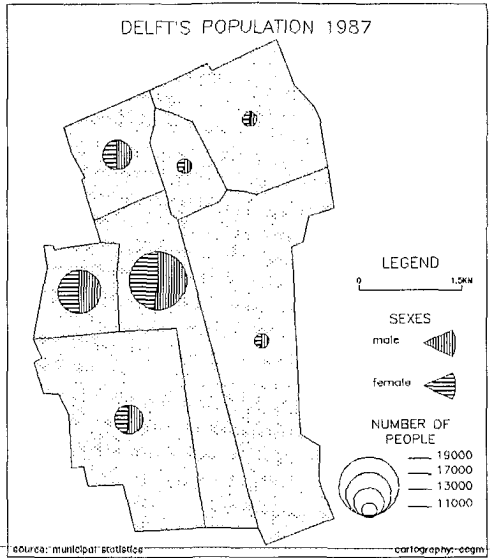 DELFT'S POPULATION 1987
LEGEND
0 1.5KM
SEXES
male
female
NUMBER OF
PEOPLE
19000
17000
13000
11000
source: municipal statistics
cartography: ccgm